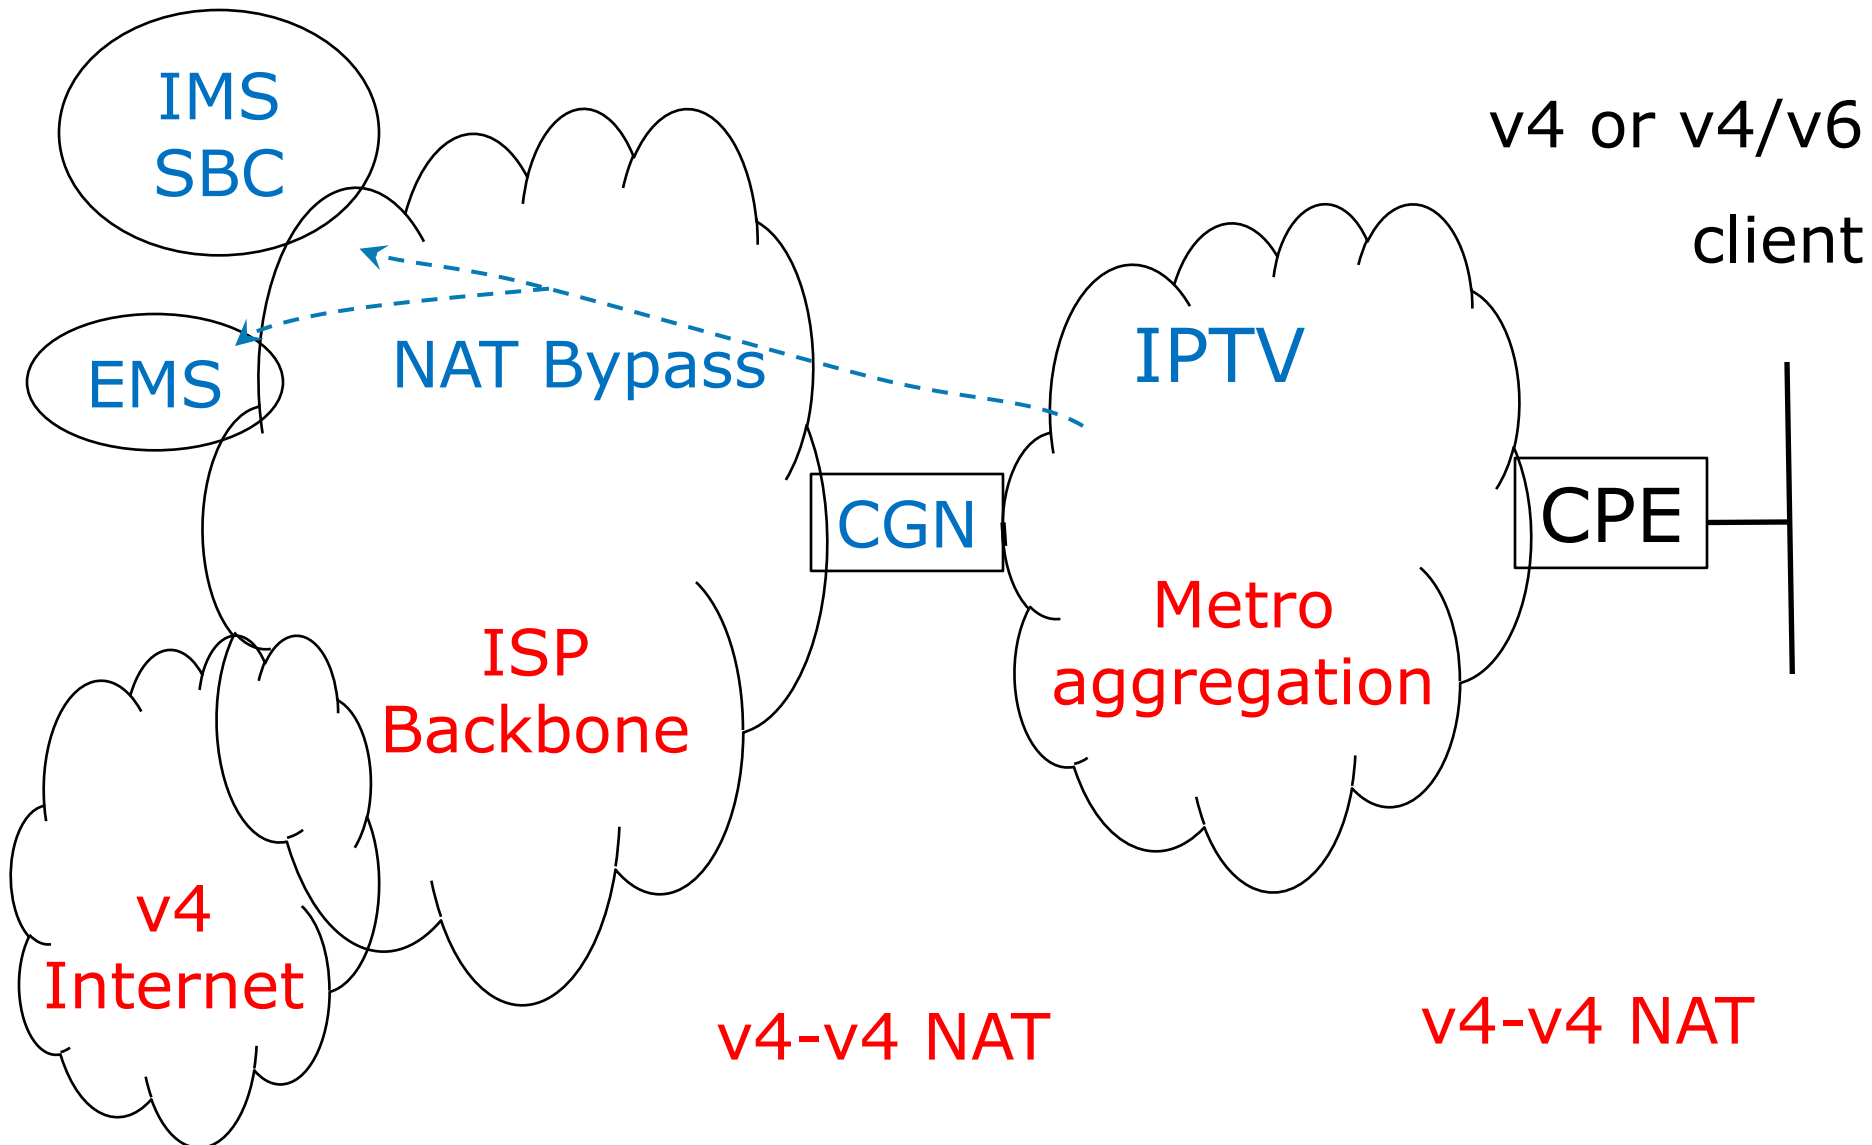 IMS
SBC
v4 or v4/v6
client
EMS
NAT Bypass
IPTV
CGN
CPE
ISP
Backbone
Metro
aggregation
v4
Internet
v4-v4 NAT
v4-v4 NAT